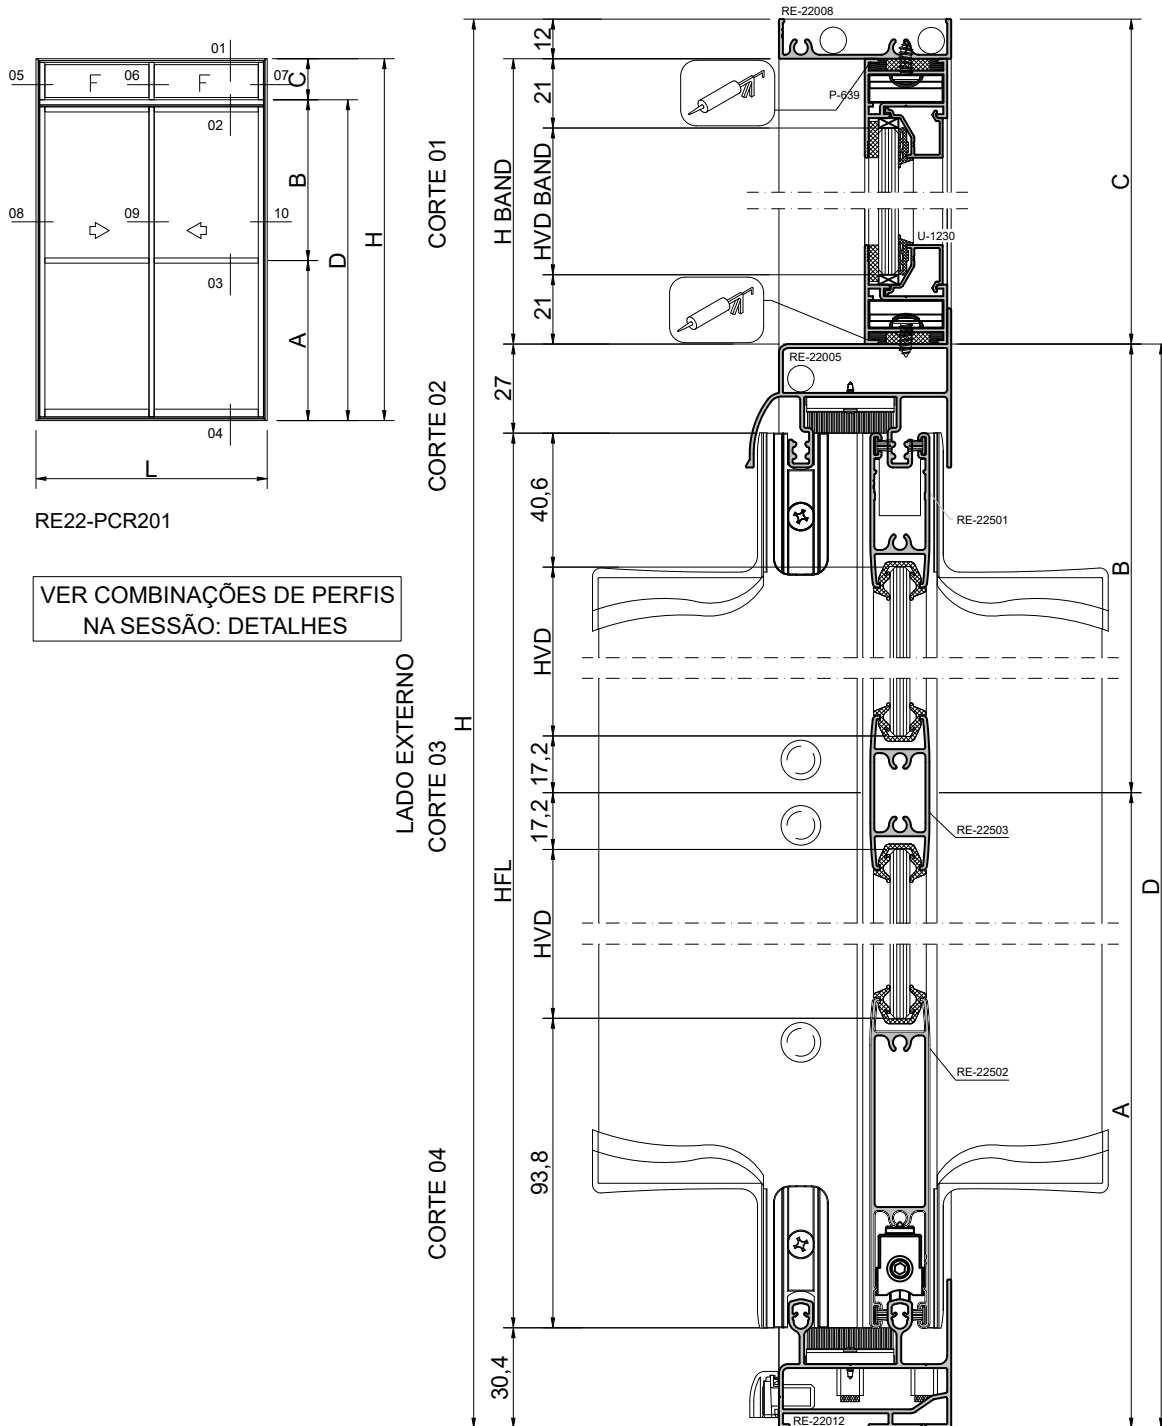 01
05
06
07
F
F
C
02
B
08
09
10
D
H
03
A
04
L
RE22-PCR201
VER COMBINAÇÕES DE PERFIS
NA SESSÃO: DETALHES
LADO EXTERNO
CORTE 01
CORTE 02
CORTE 03
CORTE 04
H
H BAND
HFL
30,4
12
21
HVD BAND
21
27
40,6
HVD
17,2
17,2
HVD
93,8
RE-22008
P-639
U-1230
RE-22005
RE-22501
RE-22503
RE-22502
RE-22012
C
B
A
D